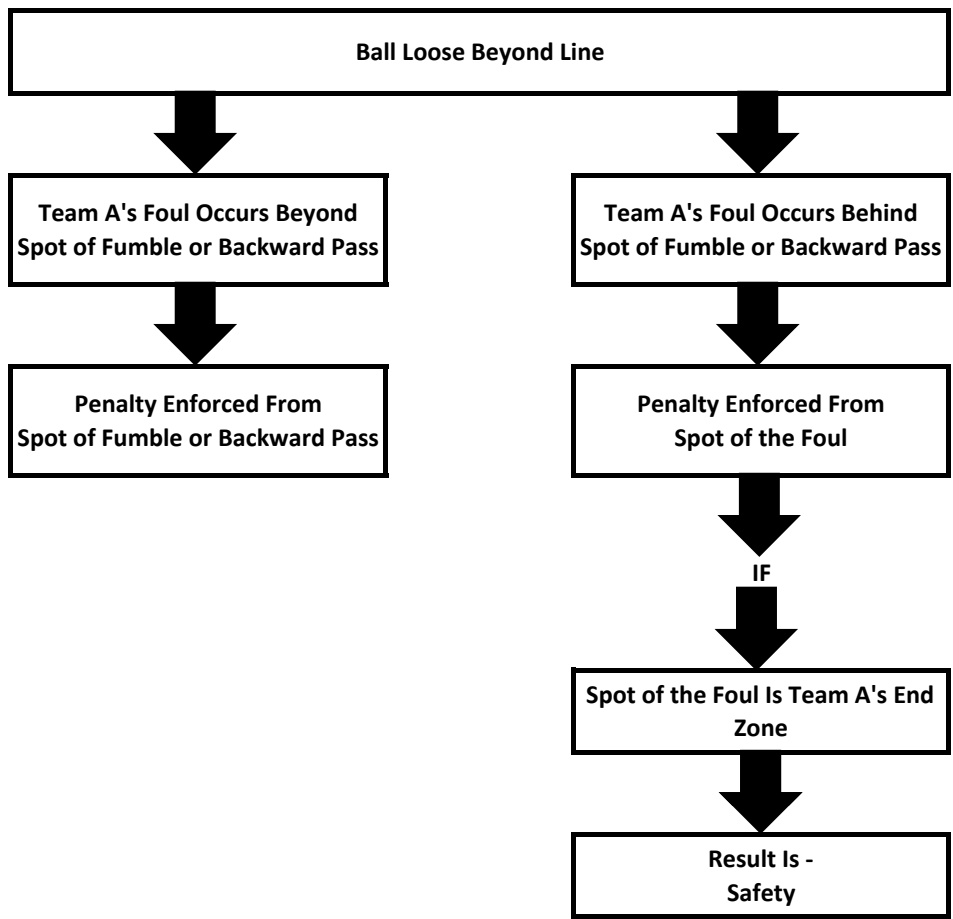 Ball Loose Beyond Line
Team A's Foul Occurs Beyond
Spot of Fumble or Backward Pass
Team A's Foul Occurs Behind
Spot of Fumble or Backward Pass
Penalty Enforced From
Spot of Fumble or Backward Pass
Penalty Enforced From
Spot of the Foul
IF
Spot of the Foul Is Team A's End
Zone
Result Is -
Safety